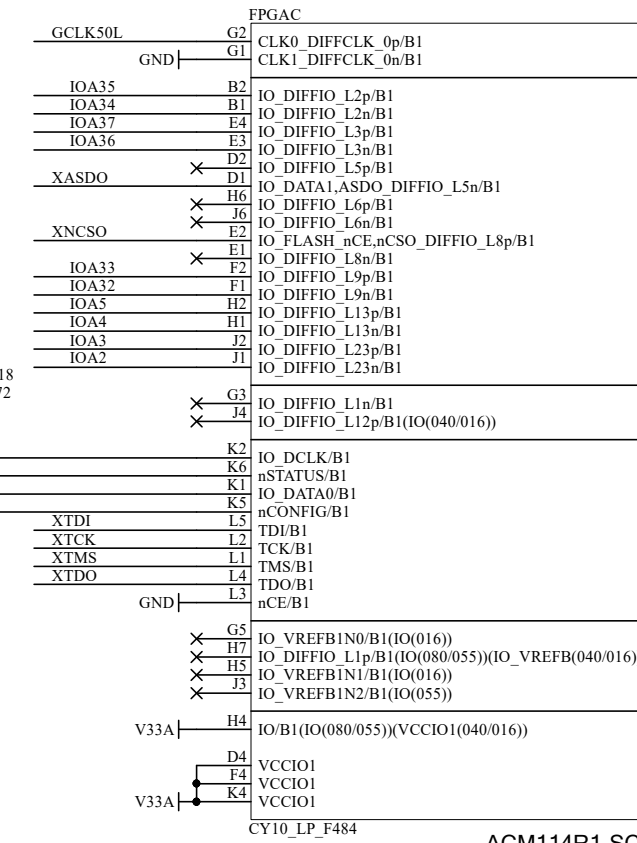 FPGAC
GCLK50L G2 CLK0_DIFFCLK_0p/B1
GND G1 CLK1_DIFFCLK_0n/B1
IOA35 B2 IO_DIFFIO_L2p/B1
IOA34 B1 IO_DIFFIO_L2n/B1
IOA37 E4 IO_DIFFIO_L3p/B1
IOA36 E3 IO_DIFFIO_L3n/B1
D2 IO_DIFFIO_L5p/B1
XASDO D1 IO_DATA1,ASDO_DIFFIO_L5n/B1
H6 IO_DIFFIO_L6p/B1
J6 IO_DIFFIO_L6n/B1
XNCSO E2 IO_FLASH_nCE,nCSO_DIFFIO_L8p/B1
E1 IO_DIFFIO_L8n/B1
IOA33 F2 IO_DIFFIO_L9p/B1
IOA32 F1 IO_DIFFIO_L9n/B1
IOA5 H2 IO_DIFFIO_L13p/B1
IOA4 H1 IO_DIFFIO_L13n/B1
IOA3 J2 IO_DIFFIO_L23p/B1
IOA2 J1 IO_DIFFIO_L23n/B1
18
72
G3 IO_DIFFIO_L1n/B1
J4 IO_DIFFIO_L12p/B1(IO(040/016))
K2 IO_DCLK/B1
K6 nSTATUS/B1
K1 IO_DATA0/B1
K5 nCONFIG/B1
XTDI L5 TDI/B1
XTCK L2 TCK/B1
XTMS L1 TMS/B1
XTDO L4 TDO/B1
GND L3 nCE/B1
G5 IO_VREFB1N0/B1(IO(016))
H7 IO_DIFFIO_L1p/B1(IO(080/055))(IO_VREFB(040/016)
H5 IO_VREFB1N1/B1(IO(016))
J3 IO_VREFB1N2/B1(IO(055))
V33A H4 IO/B1(IO(080/055))(VCCIO1(040/016))
D4 VCCIO1
F4 VCCIO1
V33A K4 VCCIO1
CY10_LP_F484